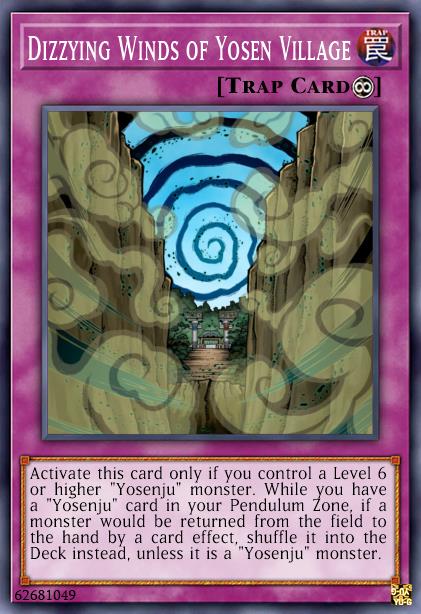 Dizzying Winds of Yosen Village
TRAP
罠
[Trap Card]
Activate this card only if you control a Level 6
or higher "Yosenju" monster. While you have
a "Yosenju" card in your Pendulum Zone, if a
monster would be returned from the field to
the hand by a card effect, shuffle it into the
Deck instead, unless it is a "Yosenju" monster.
62681049